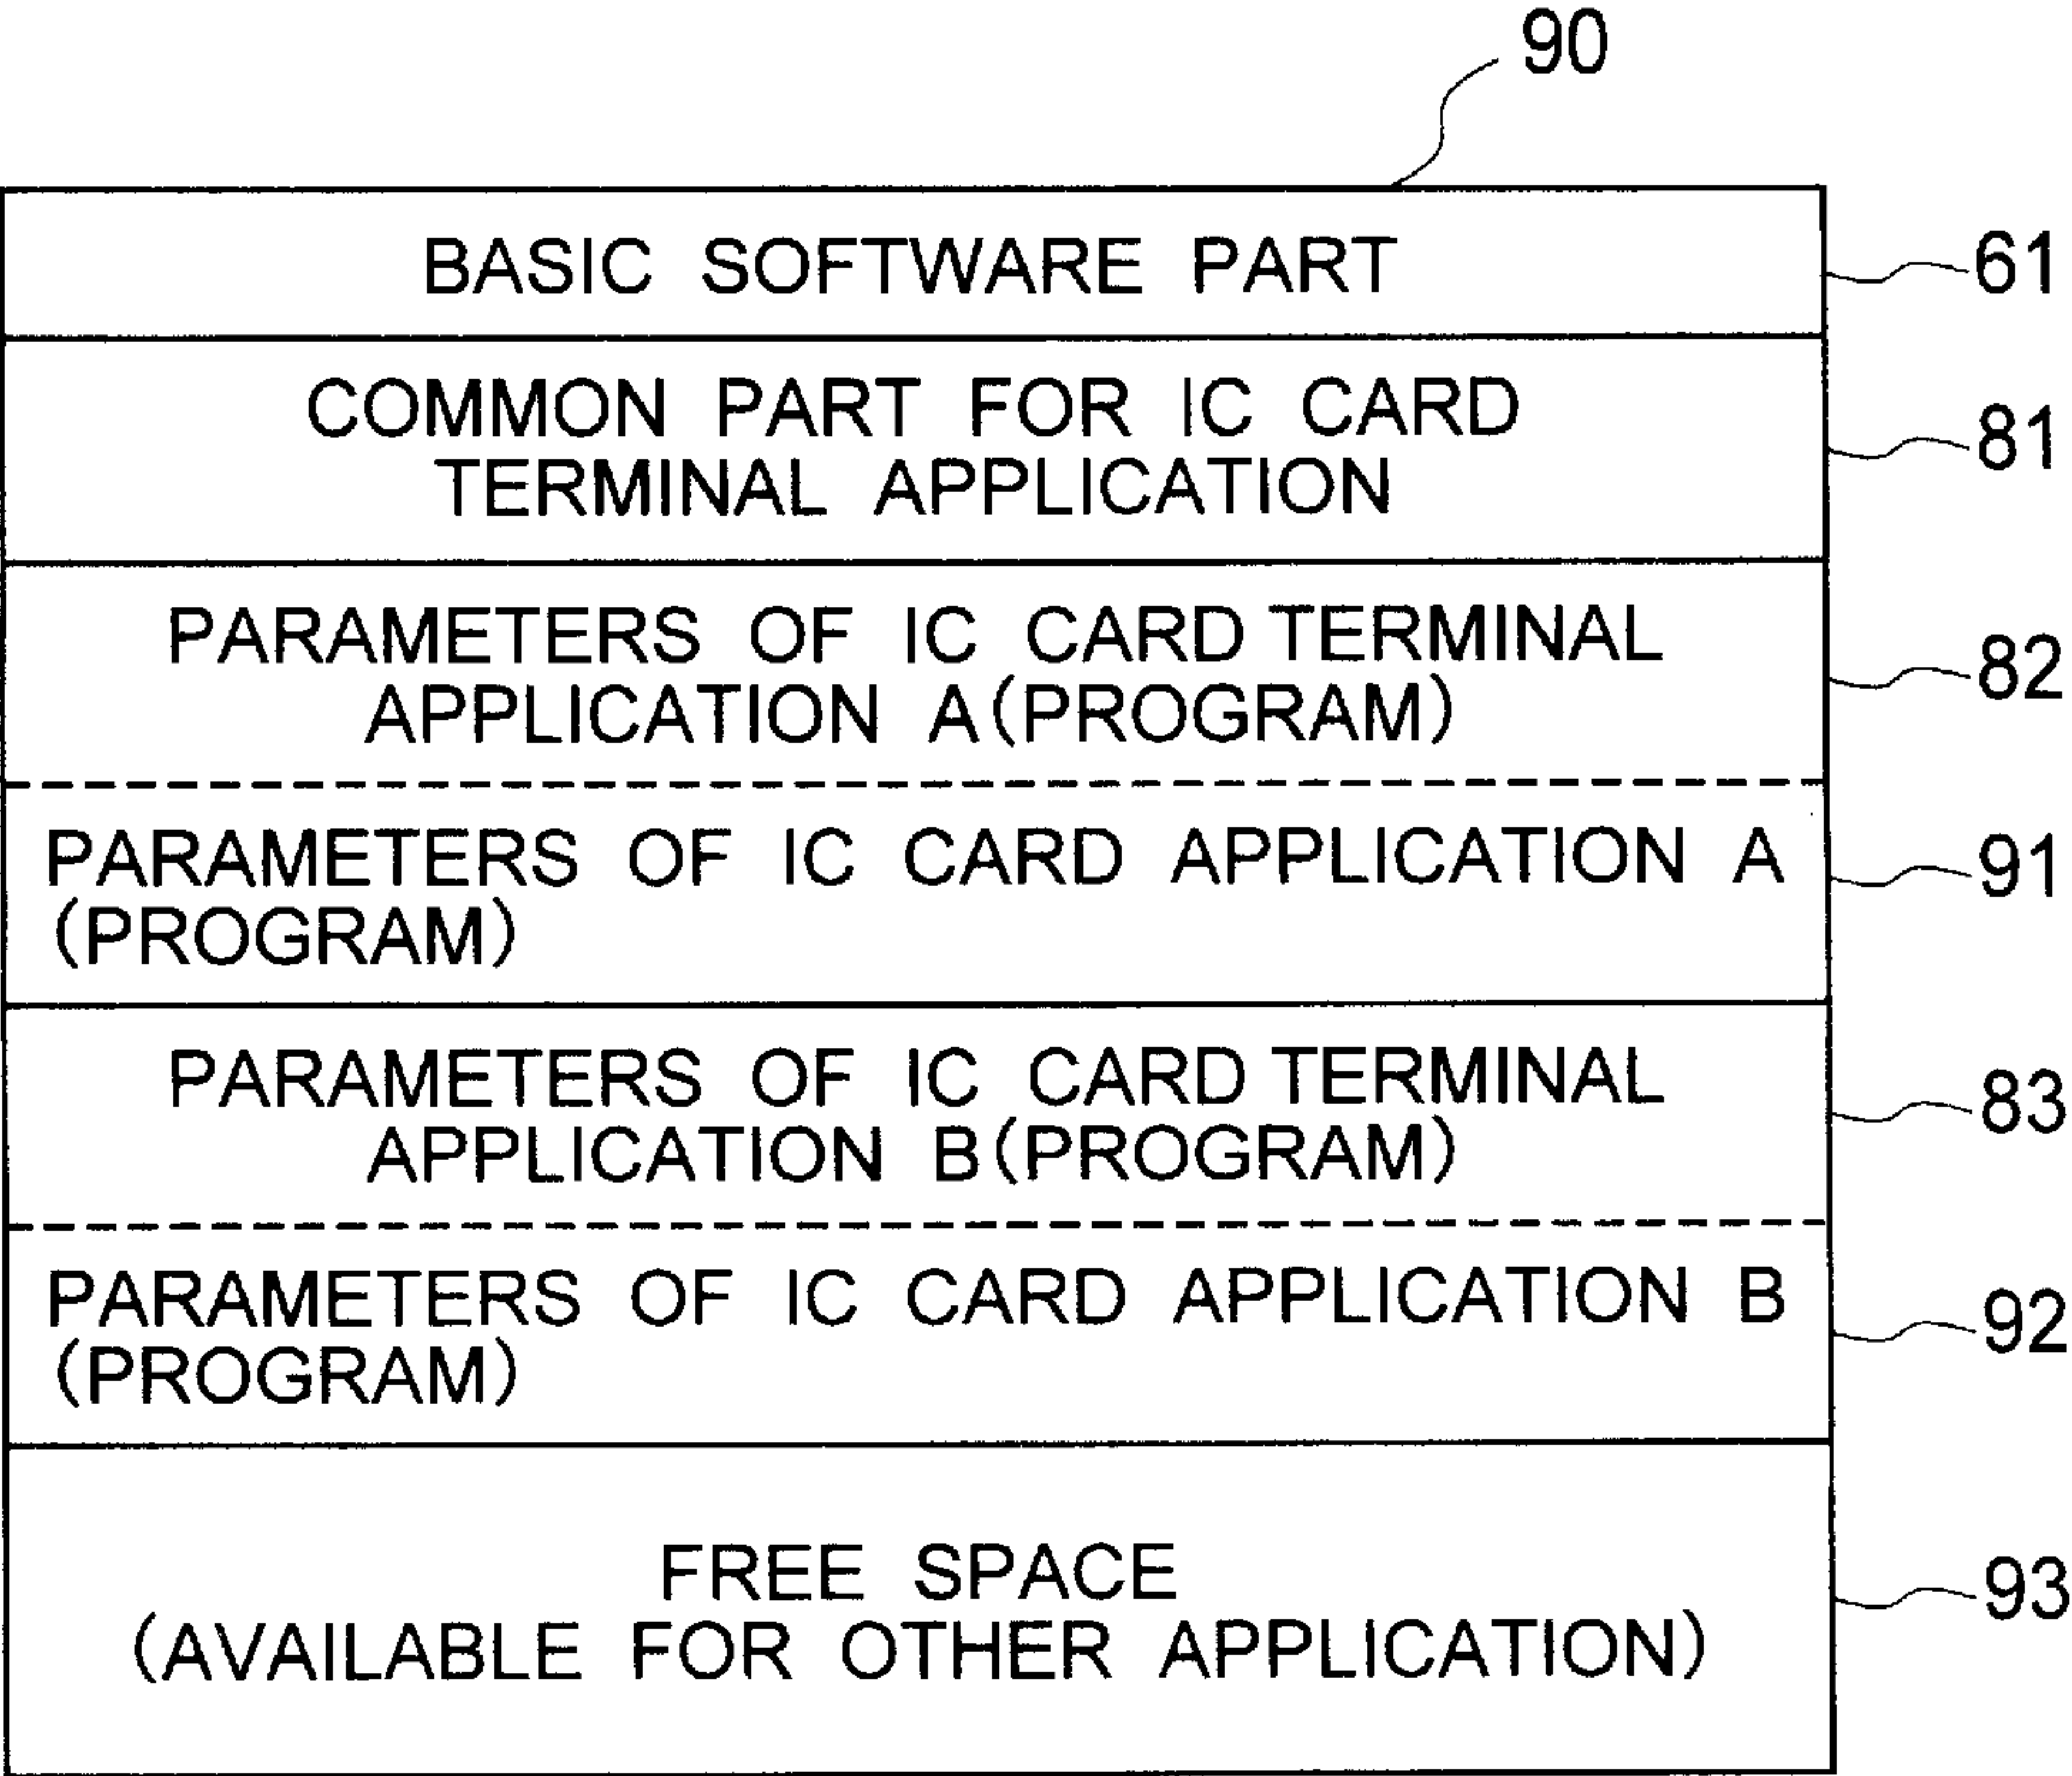 90
BASIC SOFTWARE PART 61
COMMON PART FOR IC CARD
TERMINAL APPLICATION 81
PARAMETERS OF IC CARD TERMINAL
APPLICATION A(PROGRAM) 82
PARAMETERS OF IC CARD APPLICATION A
(PROGRAM) 91
PARAMETERS OF IC CARD TERMINAL
APPLICATION B(PROGRAM) 83
PARAMETERS OF IC CARD APPLICATION B
(PROGRAM) 92
FREE SPACE
(AVAILABLE FOR OTHER APPLICATION) 93